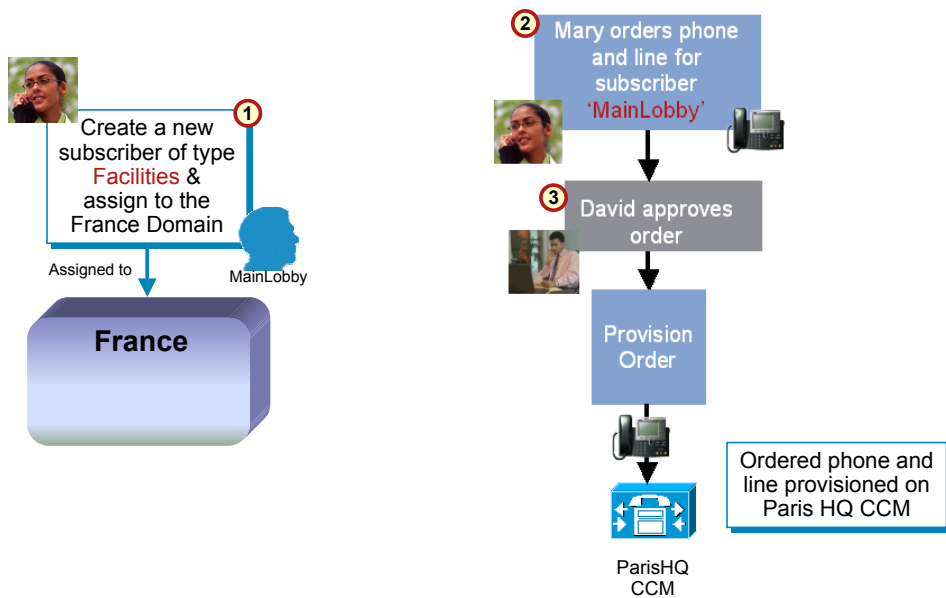 1
Create a new
subscriber of type
Facilities &
assign to the
France Domain
MainLobby
Assigned to
France
2
Mary orders phone
and line for
subscriber
‘MainLobby’
3
David approves
order
Provision
Order
Ordered phone and
line provisioned on
Paris HQ CCM
ParisHQ
CCM